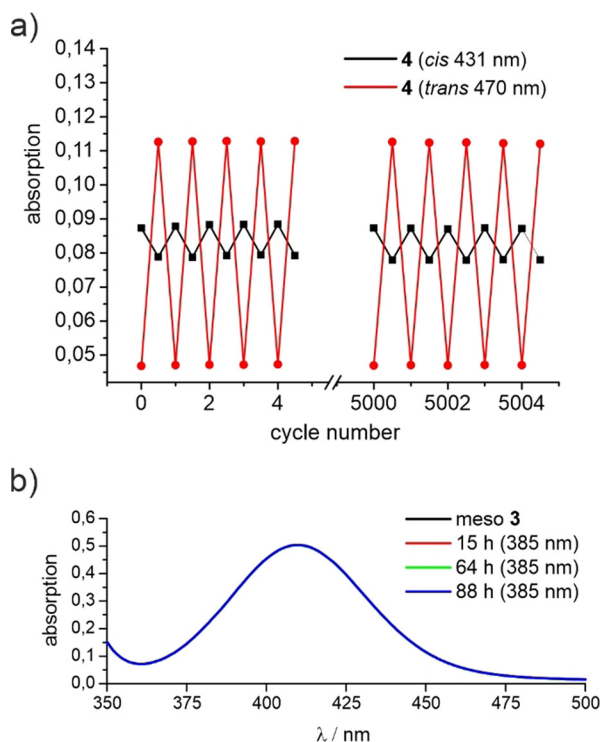 a)
0,14
0,13
0,12
0,11
0,10
0,09
0,08
0,07
0,06
0,05
absorption
4 (cis 431 nm)
4 (trans 470 nm)
0 2 4 5000 5002 5004
cycle number
b)
0,6
0,5
0,4
0,3
0,2
0,1
0,0
absorption
meso 3
15 h (385 nm)
64 h (385 nm)
88 h (385 nm)
350 375 400 425 450 475 500
λ / nm